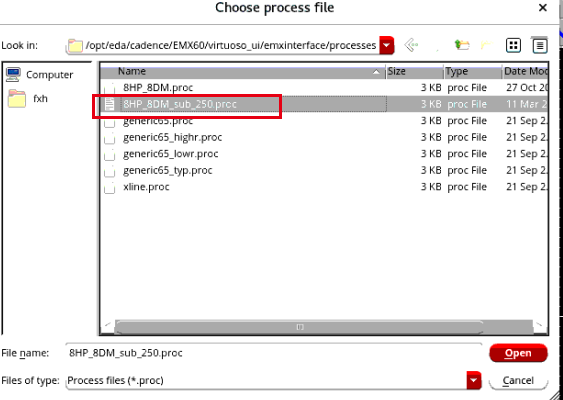 Choose process file
Look in: /opt/eda/cadence/EMX60/virtuoso_ui/emxinterface/processes
Computer
fxh
Name Size Type Date Mod
8HP_8DM.proc 3 KB proc File 27 Oct 20
8HP_8DM_sub_250.proc 3 KB proc File 11 Mar 2
generic65.proc 3 KB proc File 21 Sep 2
generic65_highr.proc 3 KB proc File 21 Sep 2
generic65_lowr.proc 3 KB proc File 21 Sep 2
generic65_typ.proc 3 KB proc File 21 Sep 2
xline.proc 3 KB proc File 21 Sep 2
File name: 8HP_8DM_sub_250.proc Open
Files of type: Process files (*.proc) Cancel